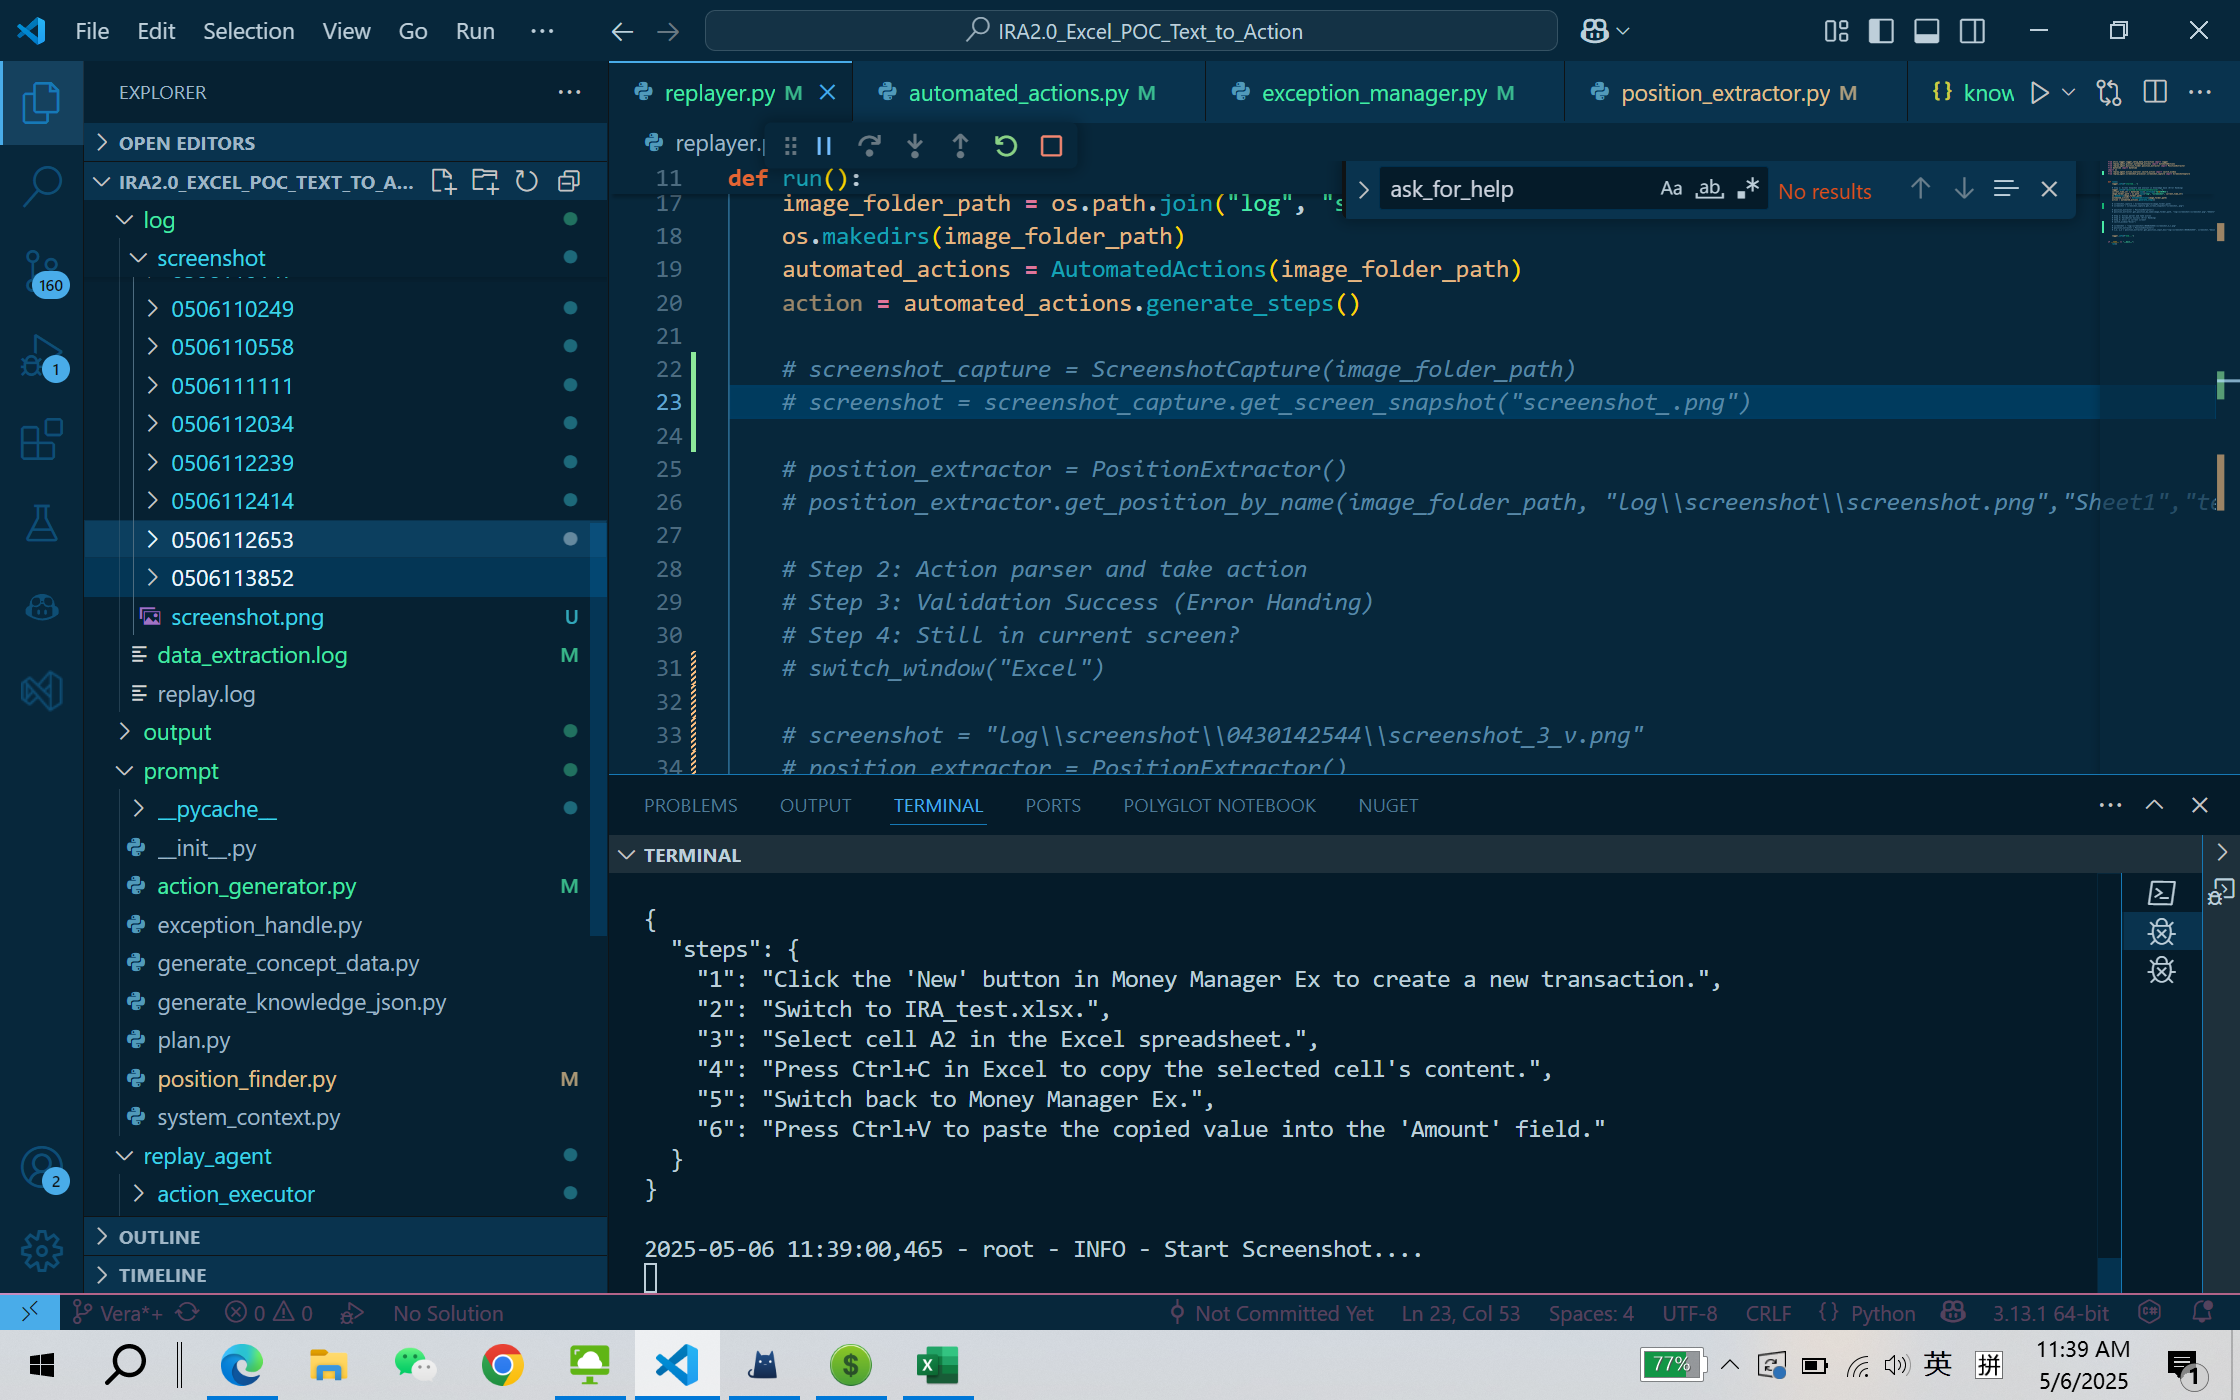 File Edit Selection View Go Run ···
IRA2.0_Excel_POC_Text_to_Action
EXPLORER
OPEN EDITORS
IRA2.0_EXCEL_POC_TEXT_TO_A...
log
screenshot
0506110249
0506110558
0506111111
0506112034
0506112239
0506112414
0506112653
0506113852
screenshot.png U
data_extraction.log M
replay.log
output
prompt
__pycache__
__init__.py
action_generator.py M
exception_handle.py
generate_concept_data.py
generate_knowledge_json.py
plan.py
position_finder.py M
system_context.py
replay_agent
action_executor
OUTLINE
TIMELINE
160
1
2
replayer.py M
automated_actions.py M
exception_manager.py M
position_extractor.py M
{} know
replayer.
ask_for_help
Aa ab .*
No results
11 def run():
17 image_folder_path = os.path.join("log", "s
18 os.makedirs(image_folder_path)
19 automated_actions = AutomatedActions(image_folder_path)
20 action = automated_actions.generate_steps()
21
22 # screenshot_capture = ScreenshotCapture(image_folder_path)
23 # screenshot = screenshot_capture.get_screen_snapshot("screenshot_.png")
24
25 # position_extractor = PositionExtractor()
26 # position_extractor.get_position_by_name(image_folder_path, "log\\screenshot\\screenshot.png","Sheet1","te
27
28 # Step 2: Action parser and take action
29 # Step 3: Validation Success (Error Handing)
30 # Step 4: Still in current screen?
31 # switch_window("Excel")
32
33 # screenshot = "log\\screenshot\\0430142544\\screenshot_3_v.png"
34 # position_extractor = PositionExtractor()
PROBLEMS OUTPUT TERMINAL PORTS POLYGLOT NOTEBOOK NUGET
TERMINAL
{
"steps": {
"1": "Click the 'New' button in Money Manager Ex to create a new transaction.",
"2": "Switch to IRA_test.xlsx.",
"3": "Select cell A2 in the Excel spreadsheet.",
"4": "Press Ctrl+C in Excel to copy the selected cell's content.",
"5": "Switch back to Money Manager Ex.",
"6": "Press Ctrl+V to paste the copied value into the 'Amount' field."
}
}
2025-05-06 11:39:00,465 - root - INFO - Start Screenshot....
Vera*+ 0 0 No Solution Not Committed Yet Ln 23, Col 53 Spaces: 4 UTF-8 CRLF {} Python 3.13.1 64-bit
77% 英 拼
11:39 AM
5/6/2025
1